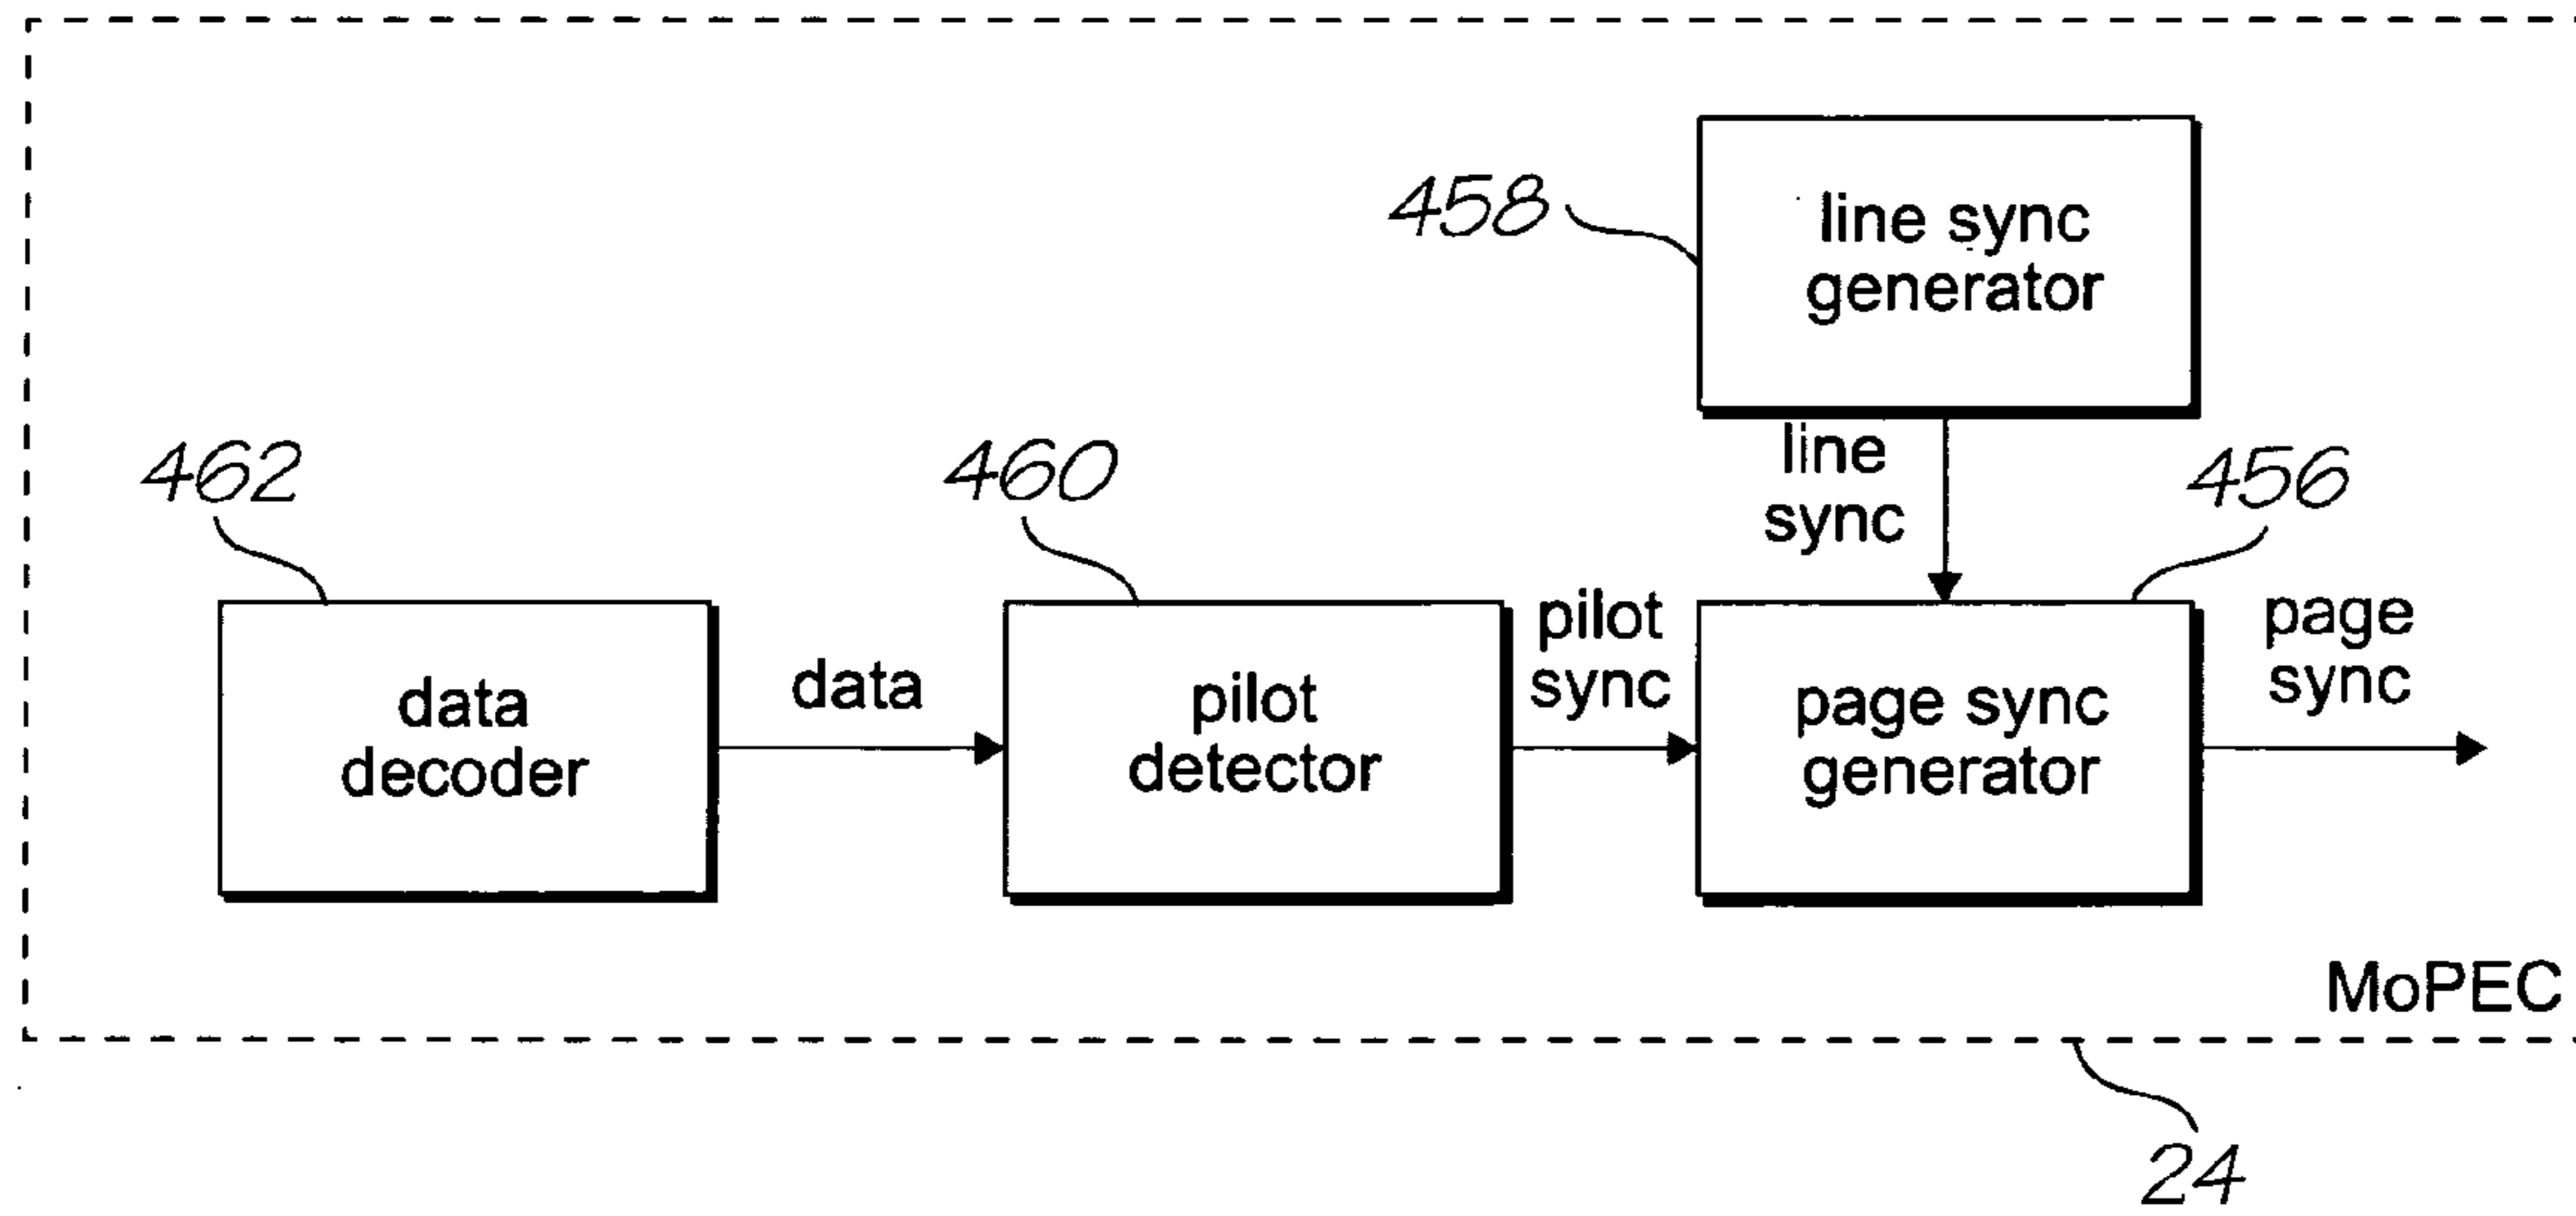 458
line sync
generator
line
sync
462
460
456
data
decoder
data
pilot
detector
pilot
sync
page sync
generator
page
sync
MoPEC
24